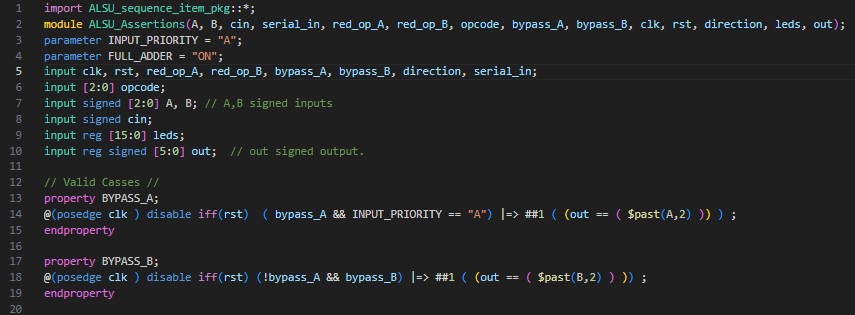 1 import ALSU_sequence_item_pkg::*;
2 module ALSU_Assertions(A, B, cin, serial_in, red_op_A, red_op_B, opcode, bypass_A, bypass_B, clk, rst, direction, leds, out);
3 parameter INPUT_PRIORITY = "A";
4 parameter FULL_ADDER = "ON";
5 input clk, rst, red_op_A, red_op_B, bypass_A, bypass_B, direction, serial_in;
6 input [2:0] opcode;
7 input signed [2:0] A, B; // A,B signed inputs
8 input signed cin;
9 input reg [15:0] leds;
10 input reg signed [5:0] out;  // out signed output.
11
12 // Valid Casses //
13 property BYPASS_A;
14 @(posedge clk ) disable iff(rst)  ( bypass_A && INPUT_PRIORITY == "A") |=> ##1 ( (out == ( $past(A,2) )) ) ;
15 endproperty
16
17 property BYPASS_B;
18 @(posedge clk ) disable iff(rst) (!bypass_A && bypass_B) |=> ##1 ( (out == ( $past(B,2) ) )) ;
19 endproperty
20